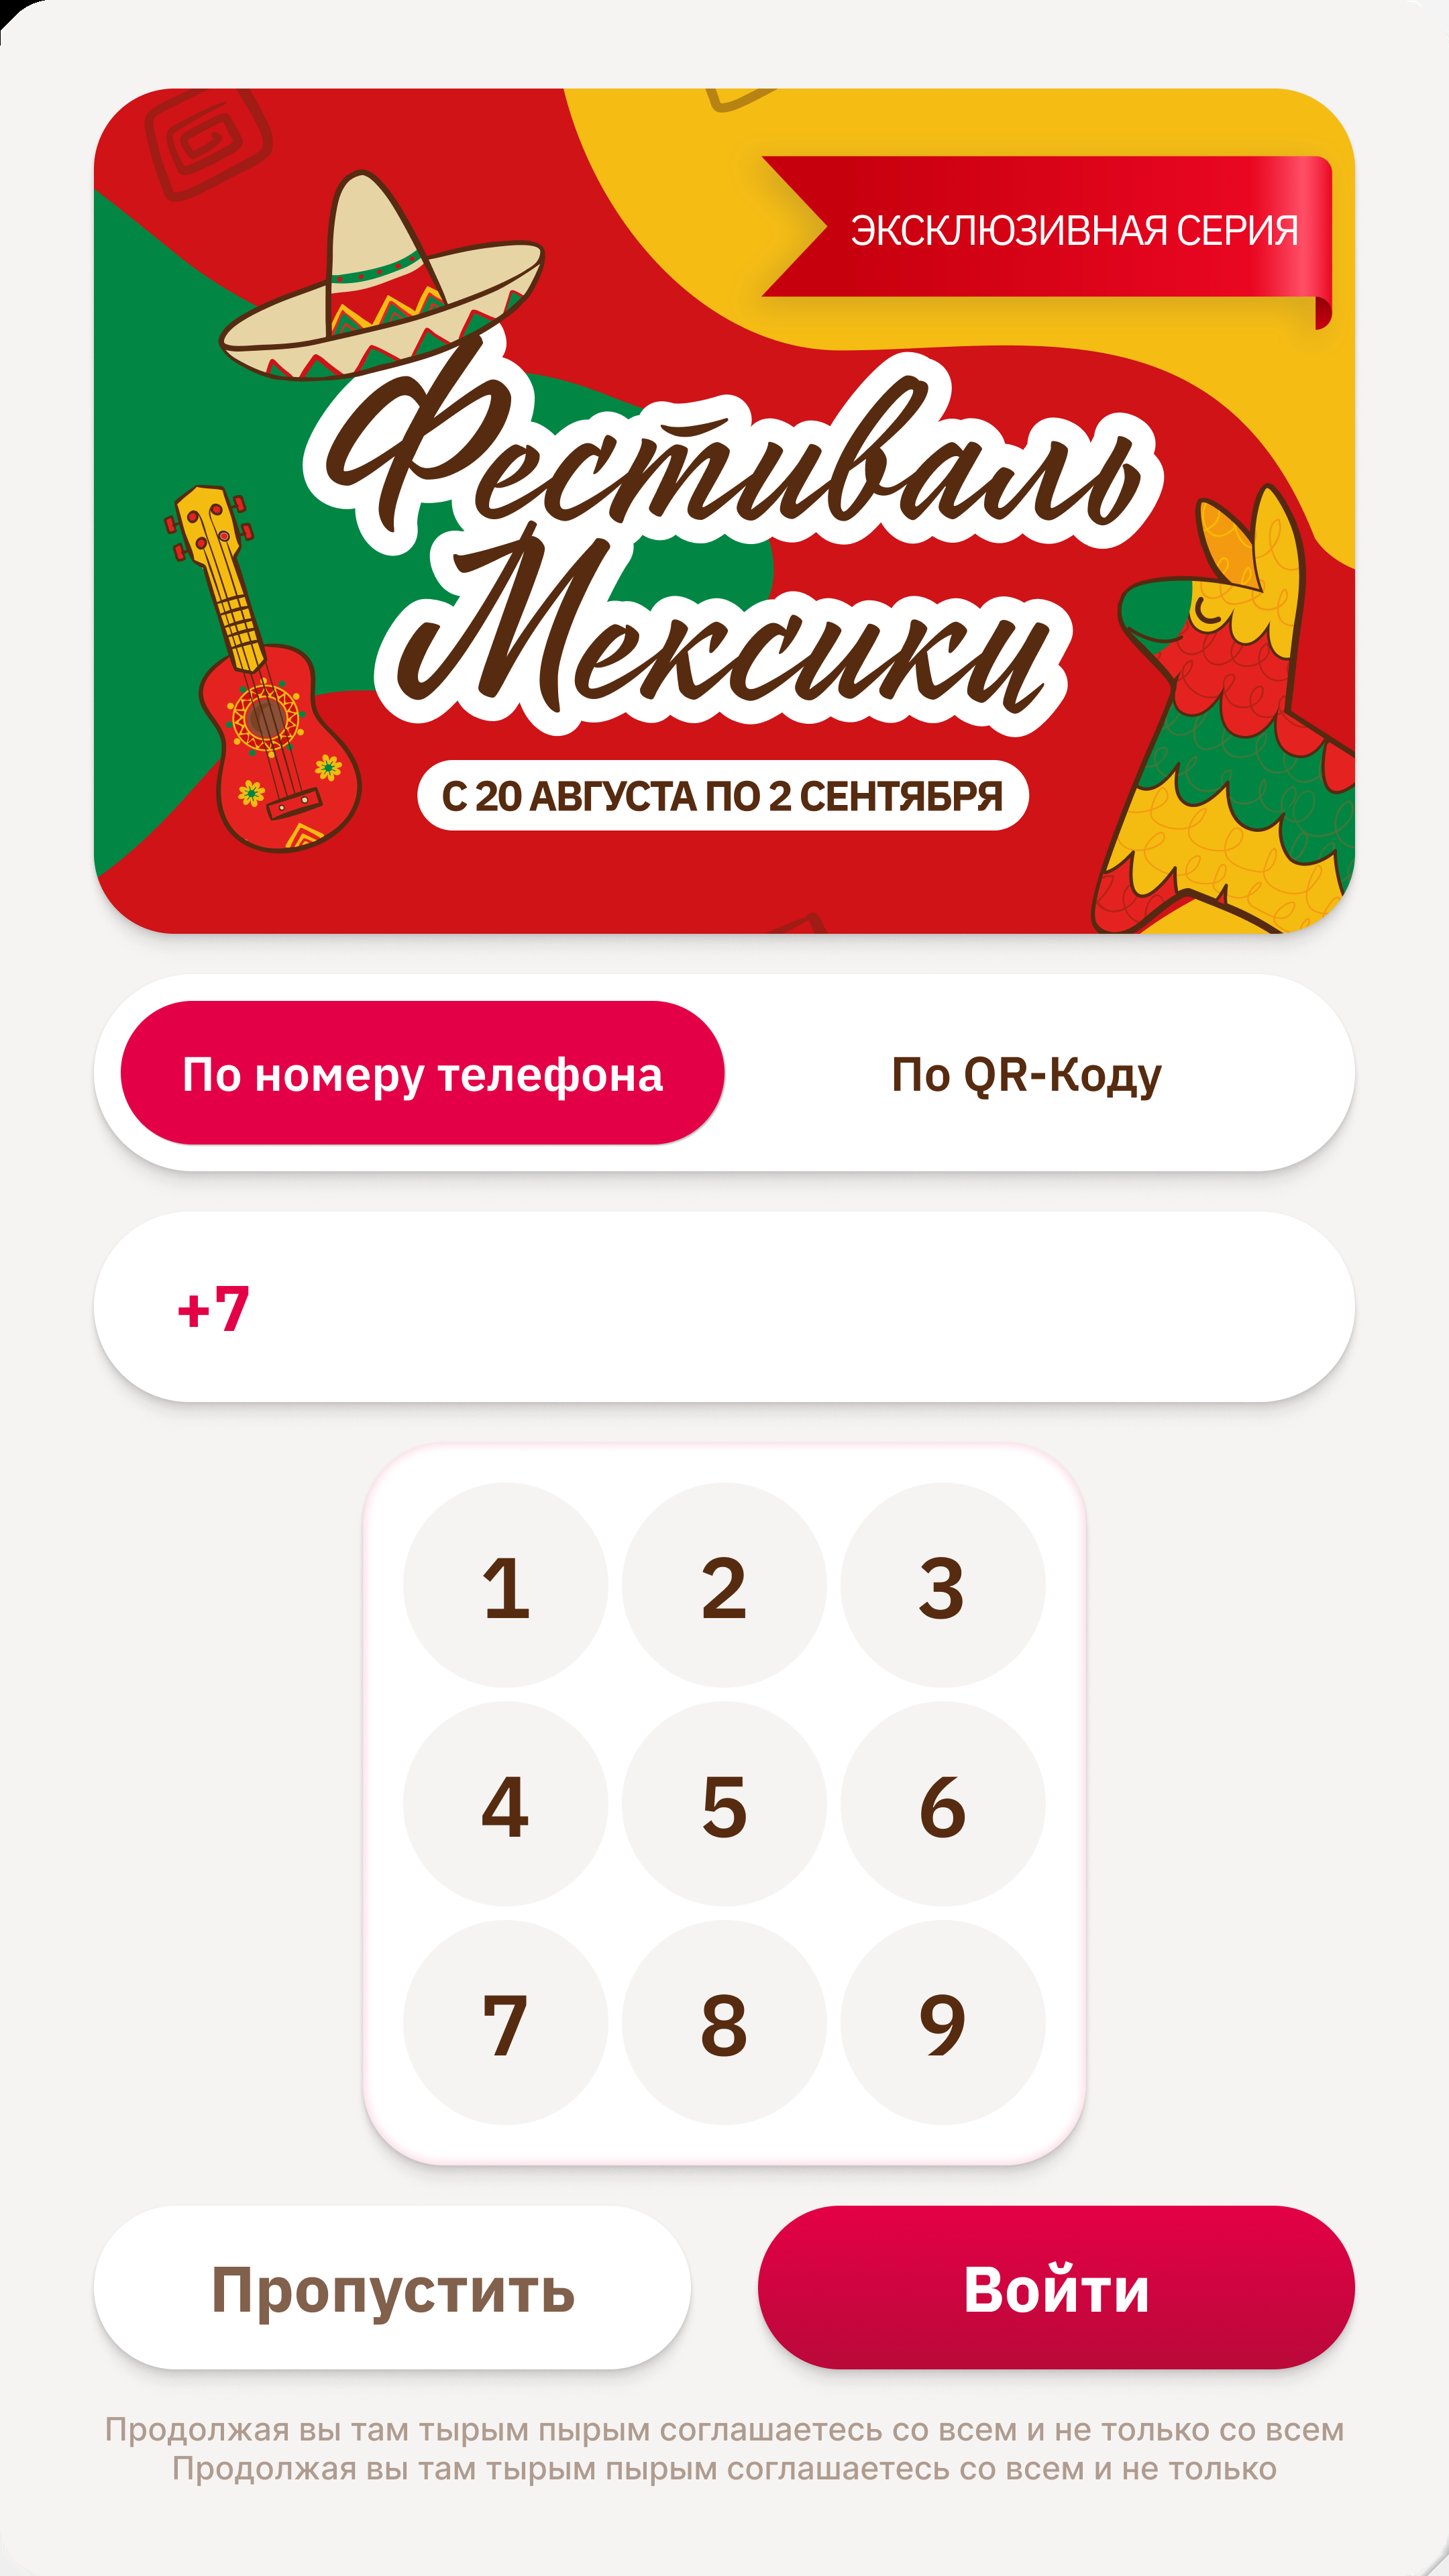 ЭКСКЛЮЗИВНАЯ СЕРИЯ
Фестиваль
Мексики
С 20 АВГУСТА ПО 2 СЕНТЯБРЯ
По номеру телефона
По QR-Коду
+7
1 2 3
4 5 6
7 8 9
Пропустить
Войти
Продолжая вы там тырым пырым соглашаетесь со всем и не только со всем
Продолжая вы там тырым пырым соглашаетесь со всем и не только